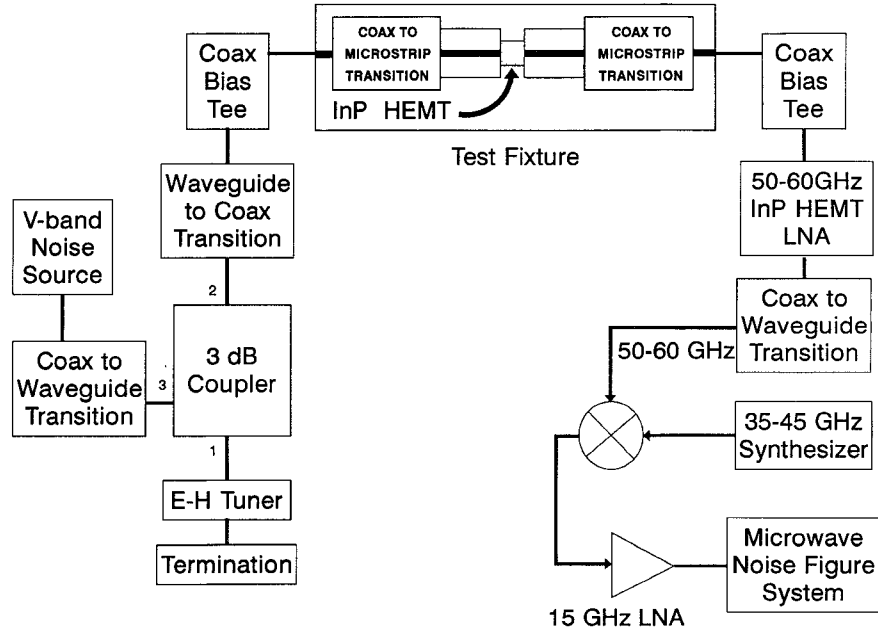 Coax
Bias
Tee
COAX TO
MICROSTRIP
TRANSITION
COAX TO
MICROSTRIP
TRANSITION
InP HEMT
Test Fixture
Coax
Bias
Tee
Waveguide
to Coax
Transition
50-60GHz
InP HEMT
LNA
V-band
Noise
Source
2
Coax to
Waveguide
Transition
3 dB
Coupler
50-60 GHz
Coax to
Waveguide
Transition
3
35-45 GHz
Synthesizer
1
E-H Tuner
Termination
15 GHz LNA
Microwave
Noise Figure
System